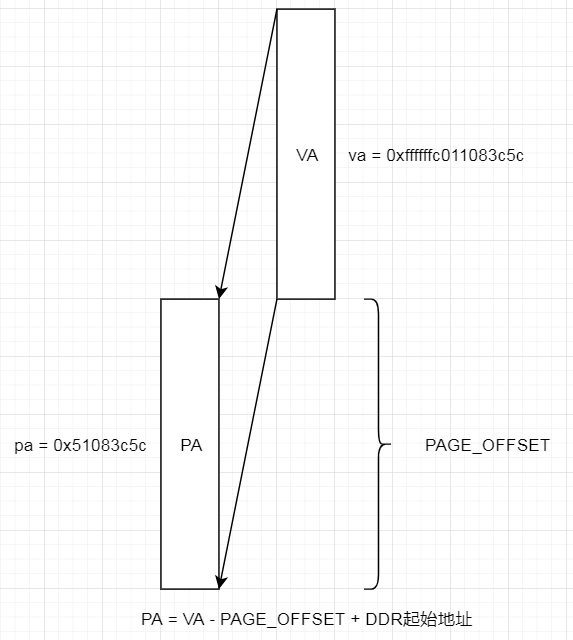 VA
va = 0xffffffc011083c5c
pa = 0x51083c5c
PA
PAGE_OFFSET
PA = VA - PAGE_OFFSET + DDR起始地址